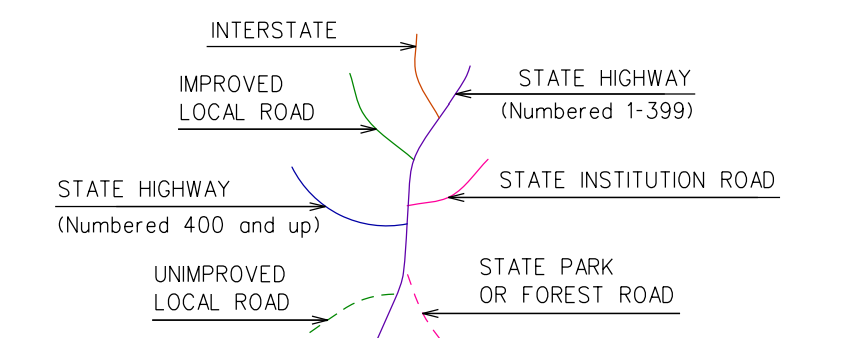 INTERSTATE
STATE HIGHWAY
(Numbered 1-399)
IMPROVED
LOCAL ROAD
STATE HIGHWAY
(Numbered 400 and up)
STATE INSTITUTION ROAD
UNIMPROVED
LOCAL ROAD
STATE PARK
OR FOREST ROAD